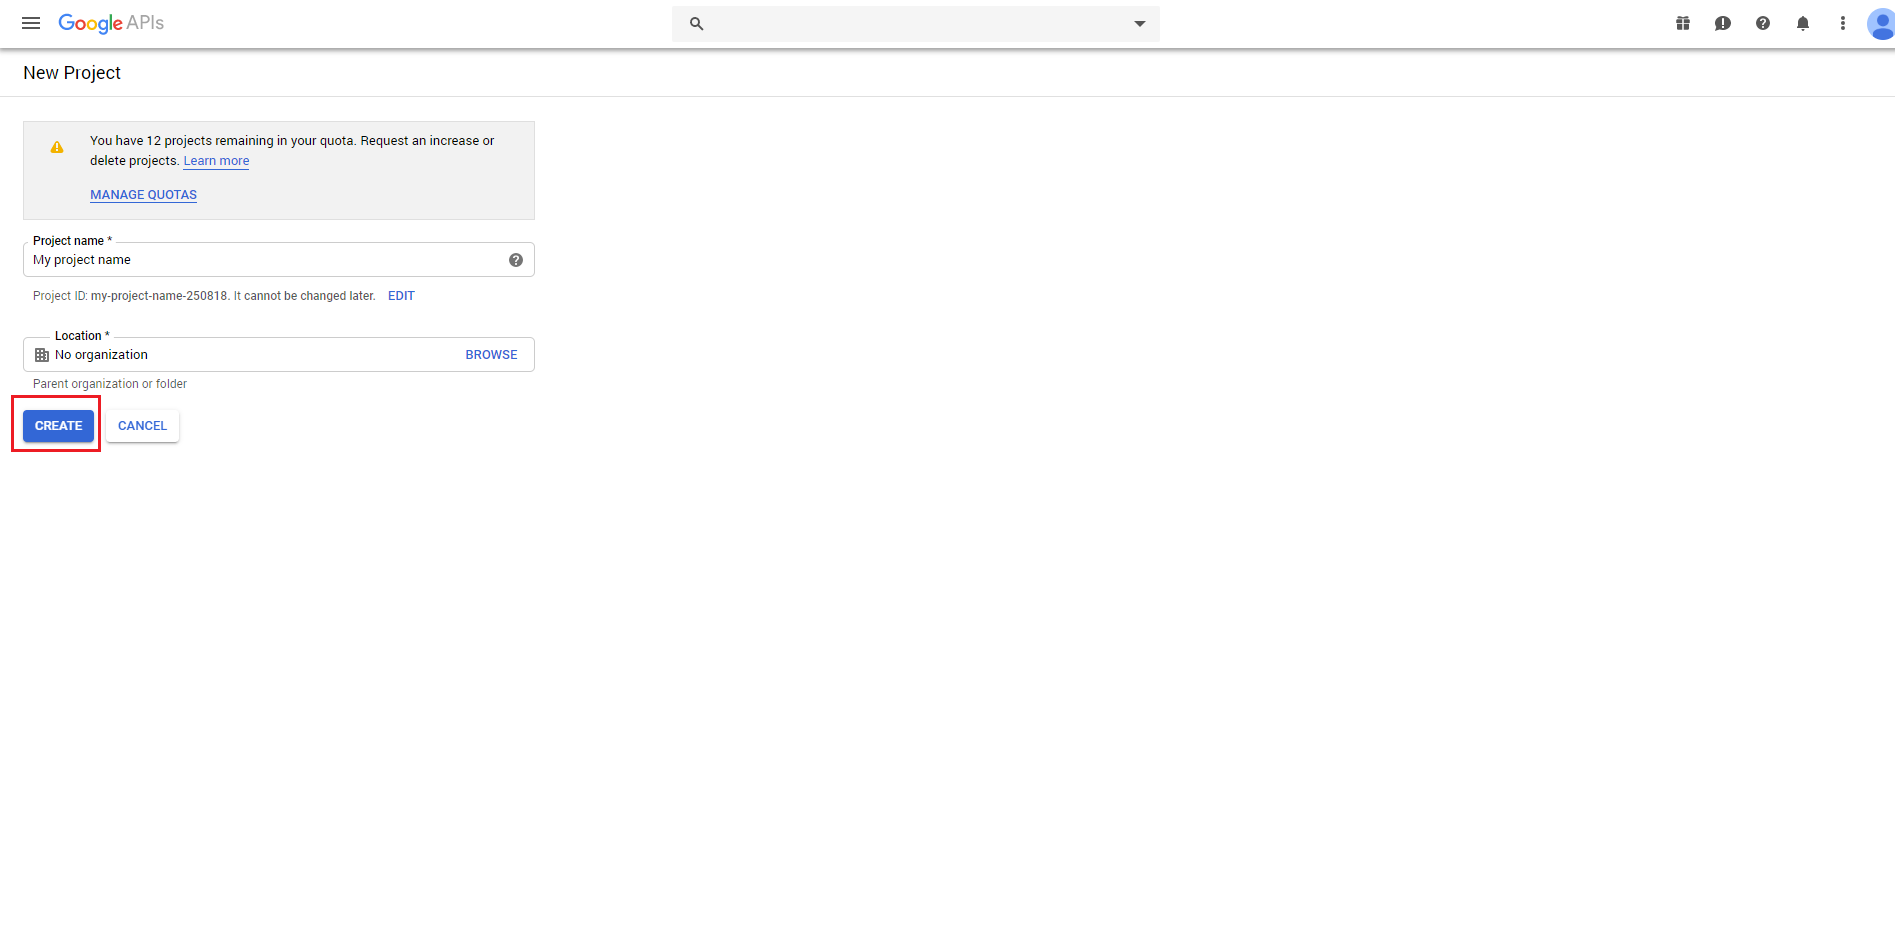 Google APIs
New Project
You have 12 projects remaining in your quota. Request an increase or
delete projects. Learn more
MANAGE QUOTAS
Project name *
My project name
Project ID: my-project-name-250818. It cannot be changed later. EDIT
Location *
No organization BROWSE
Parent organization or folder
CREATE CANCEL